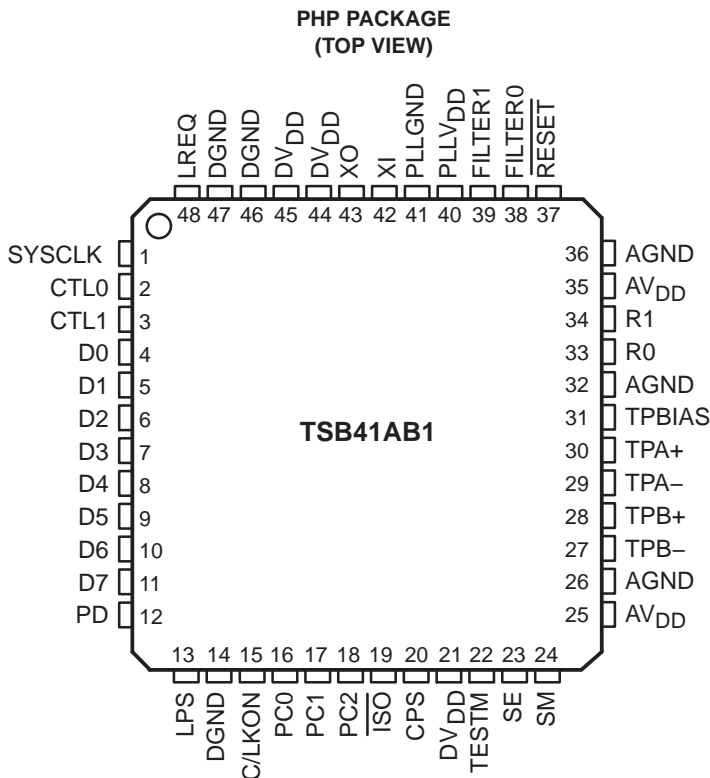 PHP PACKAGE
(TOP VIEW)
LREQ
DGND
DGND
DVDD
DVDD
XO
XI
PLLGND
PLLVDD
FILTER1
FILTER0
RESET
48 47 46 45 44 43 42 41 40 39 38 37
SYSCLK 1
CTL0 2
CTL1 3
D0 4
D1 5
D2 6
D3 7
D4 8
D5 9
D6 10
D7 11
PD 12
TSB41AB1
36 AGND
35 AVDD
34 R1
33 R0
32 AGND
31 TPBIAS
30 TPA+
29 TPA−
28 TPB+
27 TPB−
26 AGND
25 AVDD
13 14 15 16 17 18 19 20 21 22 23 24
LPS
DGND
C/LKON
PC0
PC1
PC2
ISO
CPS
DVDD
TESTM
SE
SM